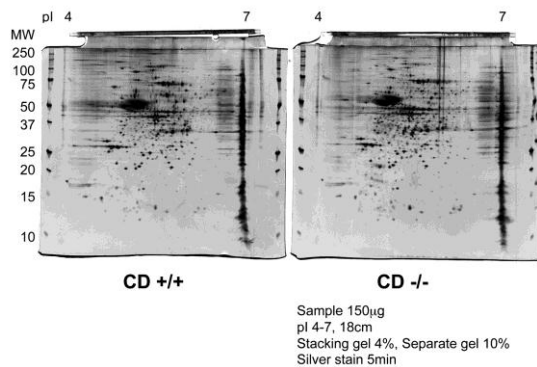 pI 4 7 4 7
MW
250
100
75
50
37
25
20
15
10
CD +/+ CD -/-
Sample 150μg
pI 4-7, 18cm
Stacking gel 4%, Separate gel 10%
Silver stain 5min